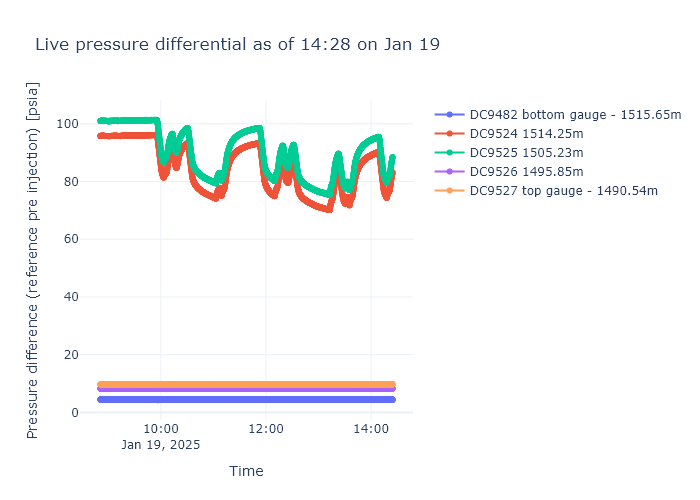 Live pressure differential as of 14:28 on Jan 19
Pressure difference (reference pre injection) [psia]
100
80
60
40
20
0
10:00
Jan 19, 2025
12:00
14:00
Time
DC9482 bottom gauge - 1515.65m
DC9524 1514.25m
DC9525 1505.23m
DC9526 1495.85m
DC9527 top gauge - 1490.54m